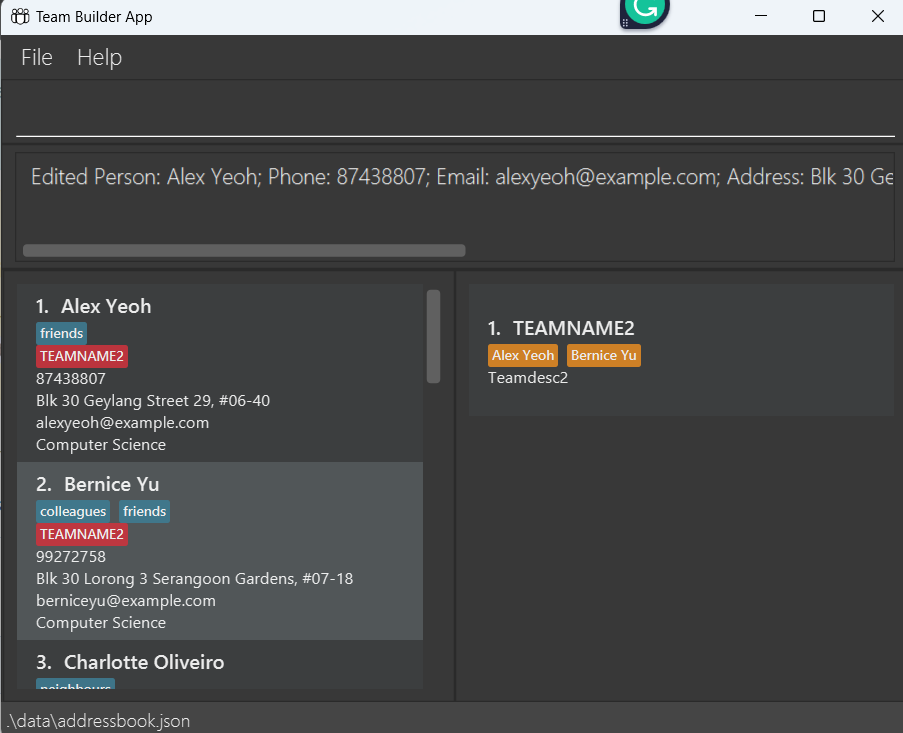 Team Builder App
File Help
Edited Person: Alex Yeoh; Phone: 87438807; Email: alexyeoh@example.com; Address: Blk 30 Ge
1. Alex Yeoh
friends
TEAMNAME2
87438807
Blk 30 Geylang Street 29, #06-40
alexyeoh@example.com
Computer Science
2. Bernice Yu
colleagues friends
TEAMNAME2
99272758
Blk 30 Lorong 3 Serangoon Gardens, #07-18
berniceyu@example.com
Computer Science
3. Charlotte Oliveiro
neighbours
1. TEAMNAME2
Alex Yeoh Bernice Yu
Teamdesc2
.\data\addressbook.json